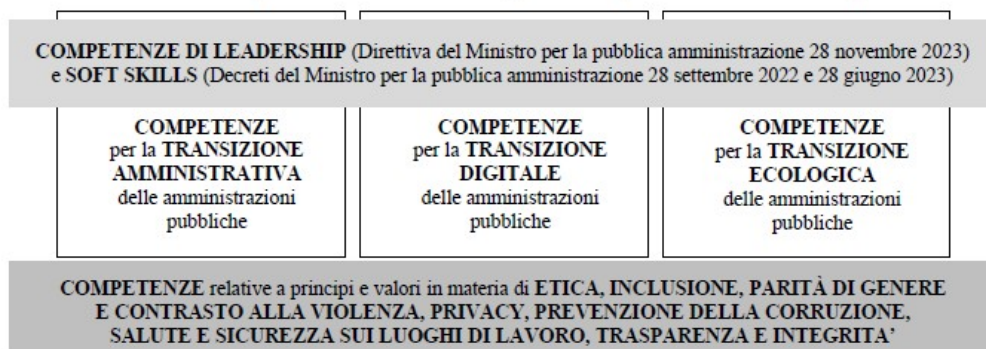 COMPETENZE DI LEADERSHIP (Direttiva del Ministro per la pubblica amministrazione 28 novembre 2023)
e SOFT SKILLS (Decreti del Ministro per la pubblica amministrazione 28 settembre 2022 e 28 giugno 2023)
COMPETENZE
per la TRANSIZIONE
AMMINISTRATIVA
delle amministrazioni
pubbliche
COMPETENZE
per la TRANSIZIONE
DIGITALE
delle amministrazioni
pubbliche
COMPETENZE
per la TRANSIZIONE
ECOLOGICA
delle amministrazioni
pubbliche
COMPETENZE relative a principi e valori in materia di ETICA, INCLUSIONE, PARITÀ DI GENERE
E CONTRASTO ALLA VIOLENZA, PRIVACY, PREVENZIONE DELLA CORRUZIONE,
SALUTE E SICUREZZA SUI LUOGHI DI LAVORO, TRASPARENZA E INTEGRITA’